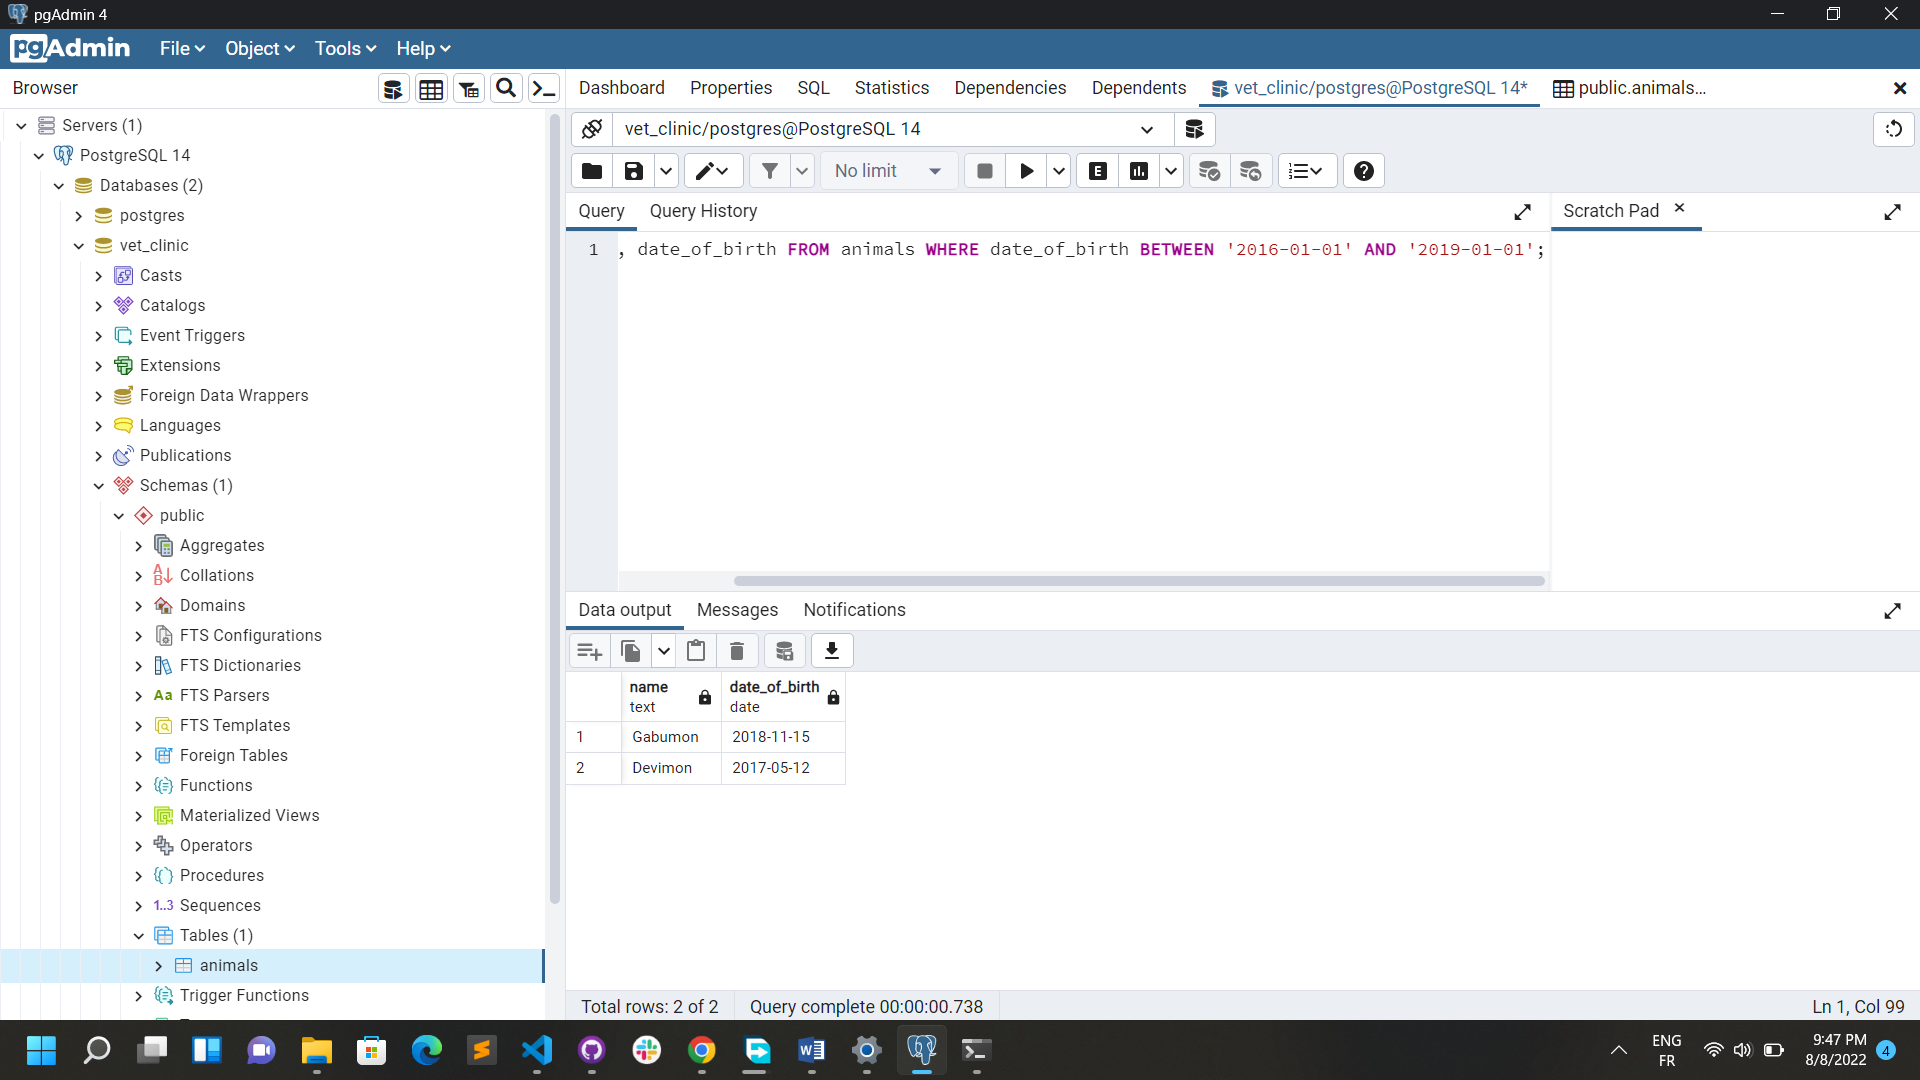 pgAdmin 4
pgAdmin File Object Tools Help
Browser
Dashboard Properties SQL Statistics Dependencies Dependents vet_clinic/postgres@PostgreSQL 14* public.animals...
Servers (1)
PostgreSQL 14
Databases (2)
postgres
vet_clinic
Casts
Catalogs
Event Triggers
Extensions
Foreign Data Wrappers
Languages
Publications
Schemas (1)
public
Aggregates
Collations
Domains
FTS Configurations
FTS Dictionaries
FTS Parsers
FTS Templates
Foreign Tables
Functions
Materialized Views
Operators
Procedures
1..3 Sequences
Tables (1)
animals
Trigger Functions
vet_clinic/postgres@PostgreSQL 14
No limit
E
Query Query History
Scratch Pad
1 , date_of_birth FROM animals WHERE date_of_birth BETWEEN '2016-01-01' AND '2019-01-01';
Data output Messages Notifications
name date_of_birth
text date
1 Gabumon 2018-11-15
2 Devimon 2017-05-12
Total rows: 2 of 2 Query complete 00:00:00.738 Ln 1, Col 99
ENG
FR
9:47 PM
8/8/2022
4